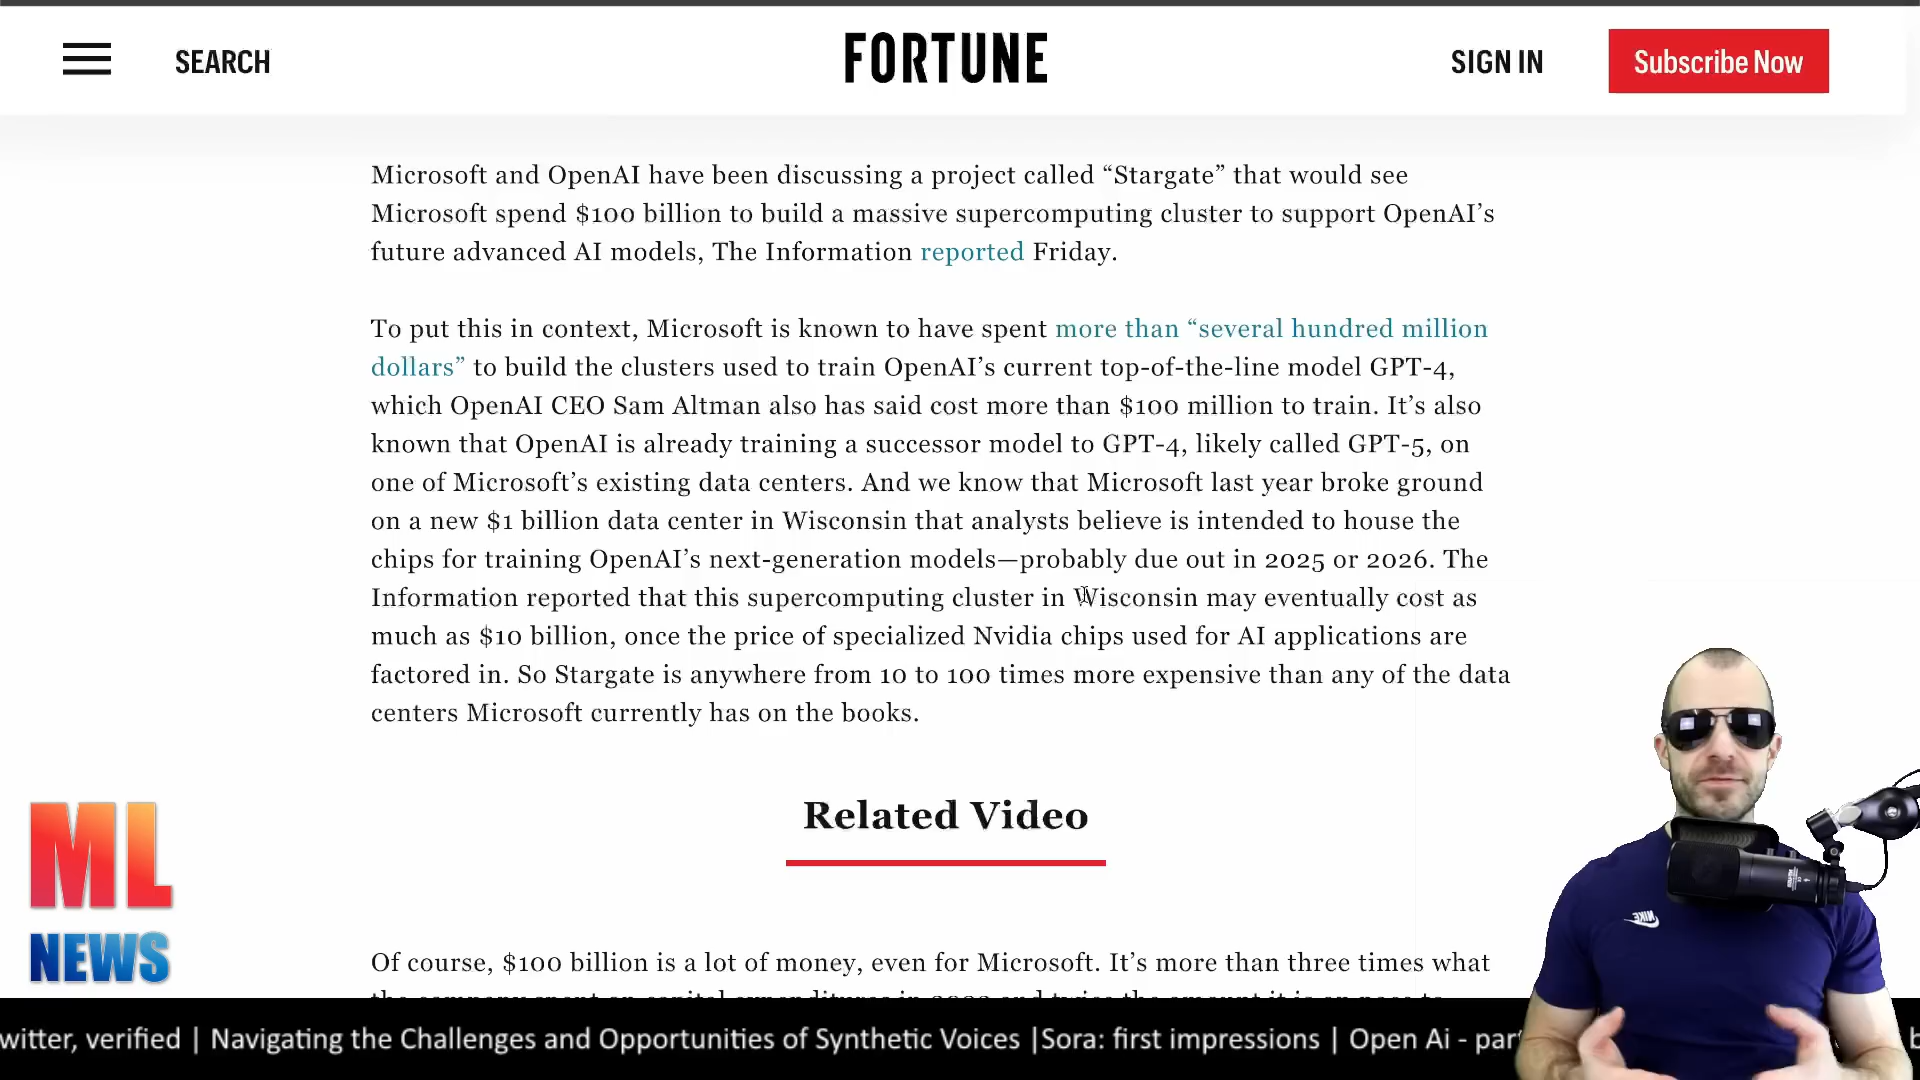 SEARCH
FORTUNE
SIGN IN
Subscribe Now
Microsoft and OpenAI have been discussing a project called “Stargate” that would see
Microsoft spend $100 billion to build a massive supercomputing cluster to support OpenAI’s
future advanced AI models, The Information reported Friday.
To put this in context, Microsoft is known to have spent more than “several hundred million
dollars” to build the clusters used to train OpenAI’s current top-of-the-line model GPT-4,
which OpenAI CEO Sam Altman also has said cost more than $100 million to train. It’s also
known that OpenAI is already training a successor model to GPT-4, likely called GPT-5, on
one of Microsoft’s existing data centers. And we know that Microsoft last year broke ground
on a new $1 billion data center in Wisconsin that analysts believe is intended to house the
chips for training OpenAI’s next-generation models—probably due out in 2025 or 2026. The
Information reported that this supercomputing cluster in Wisconsin may eventually cost as
much as $10 billion, once the price of specialized Nvidia chips used for AI applications are
factored in. So Stargate is anywhere from 10 to 100 times more expensive than any of the data
centers Microsoft currently has on the books.
Related Video
Of course, $100 billion is a lot of money, even for Microsoft. It’s more than three times what
ML
NEWS
NIKE
witter, verified | Navigating the Challenges and Opportunities of Synthetic Voices |Sora: first impressions | Open Ai - par